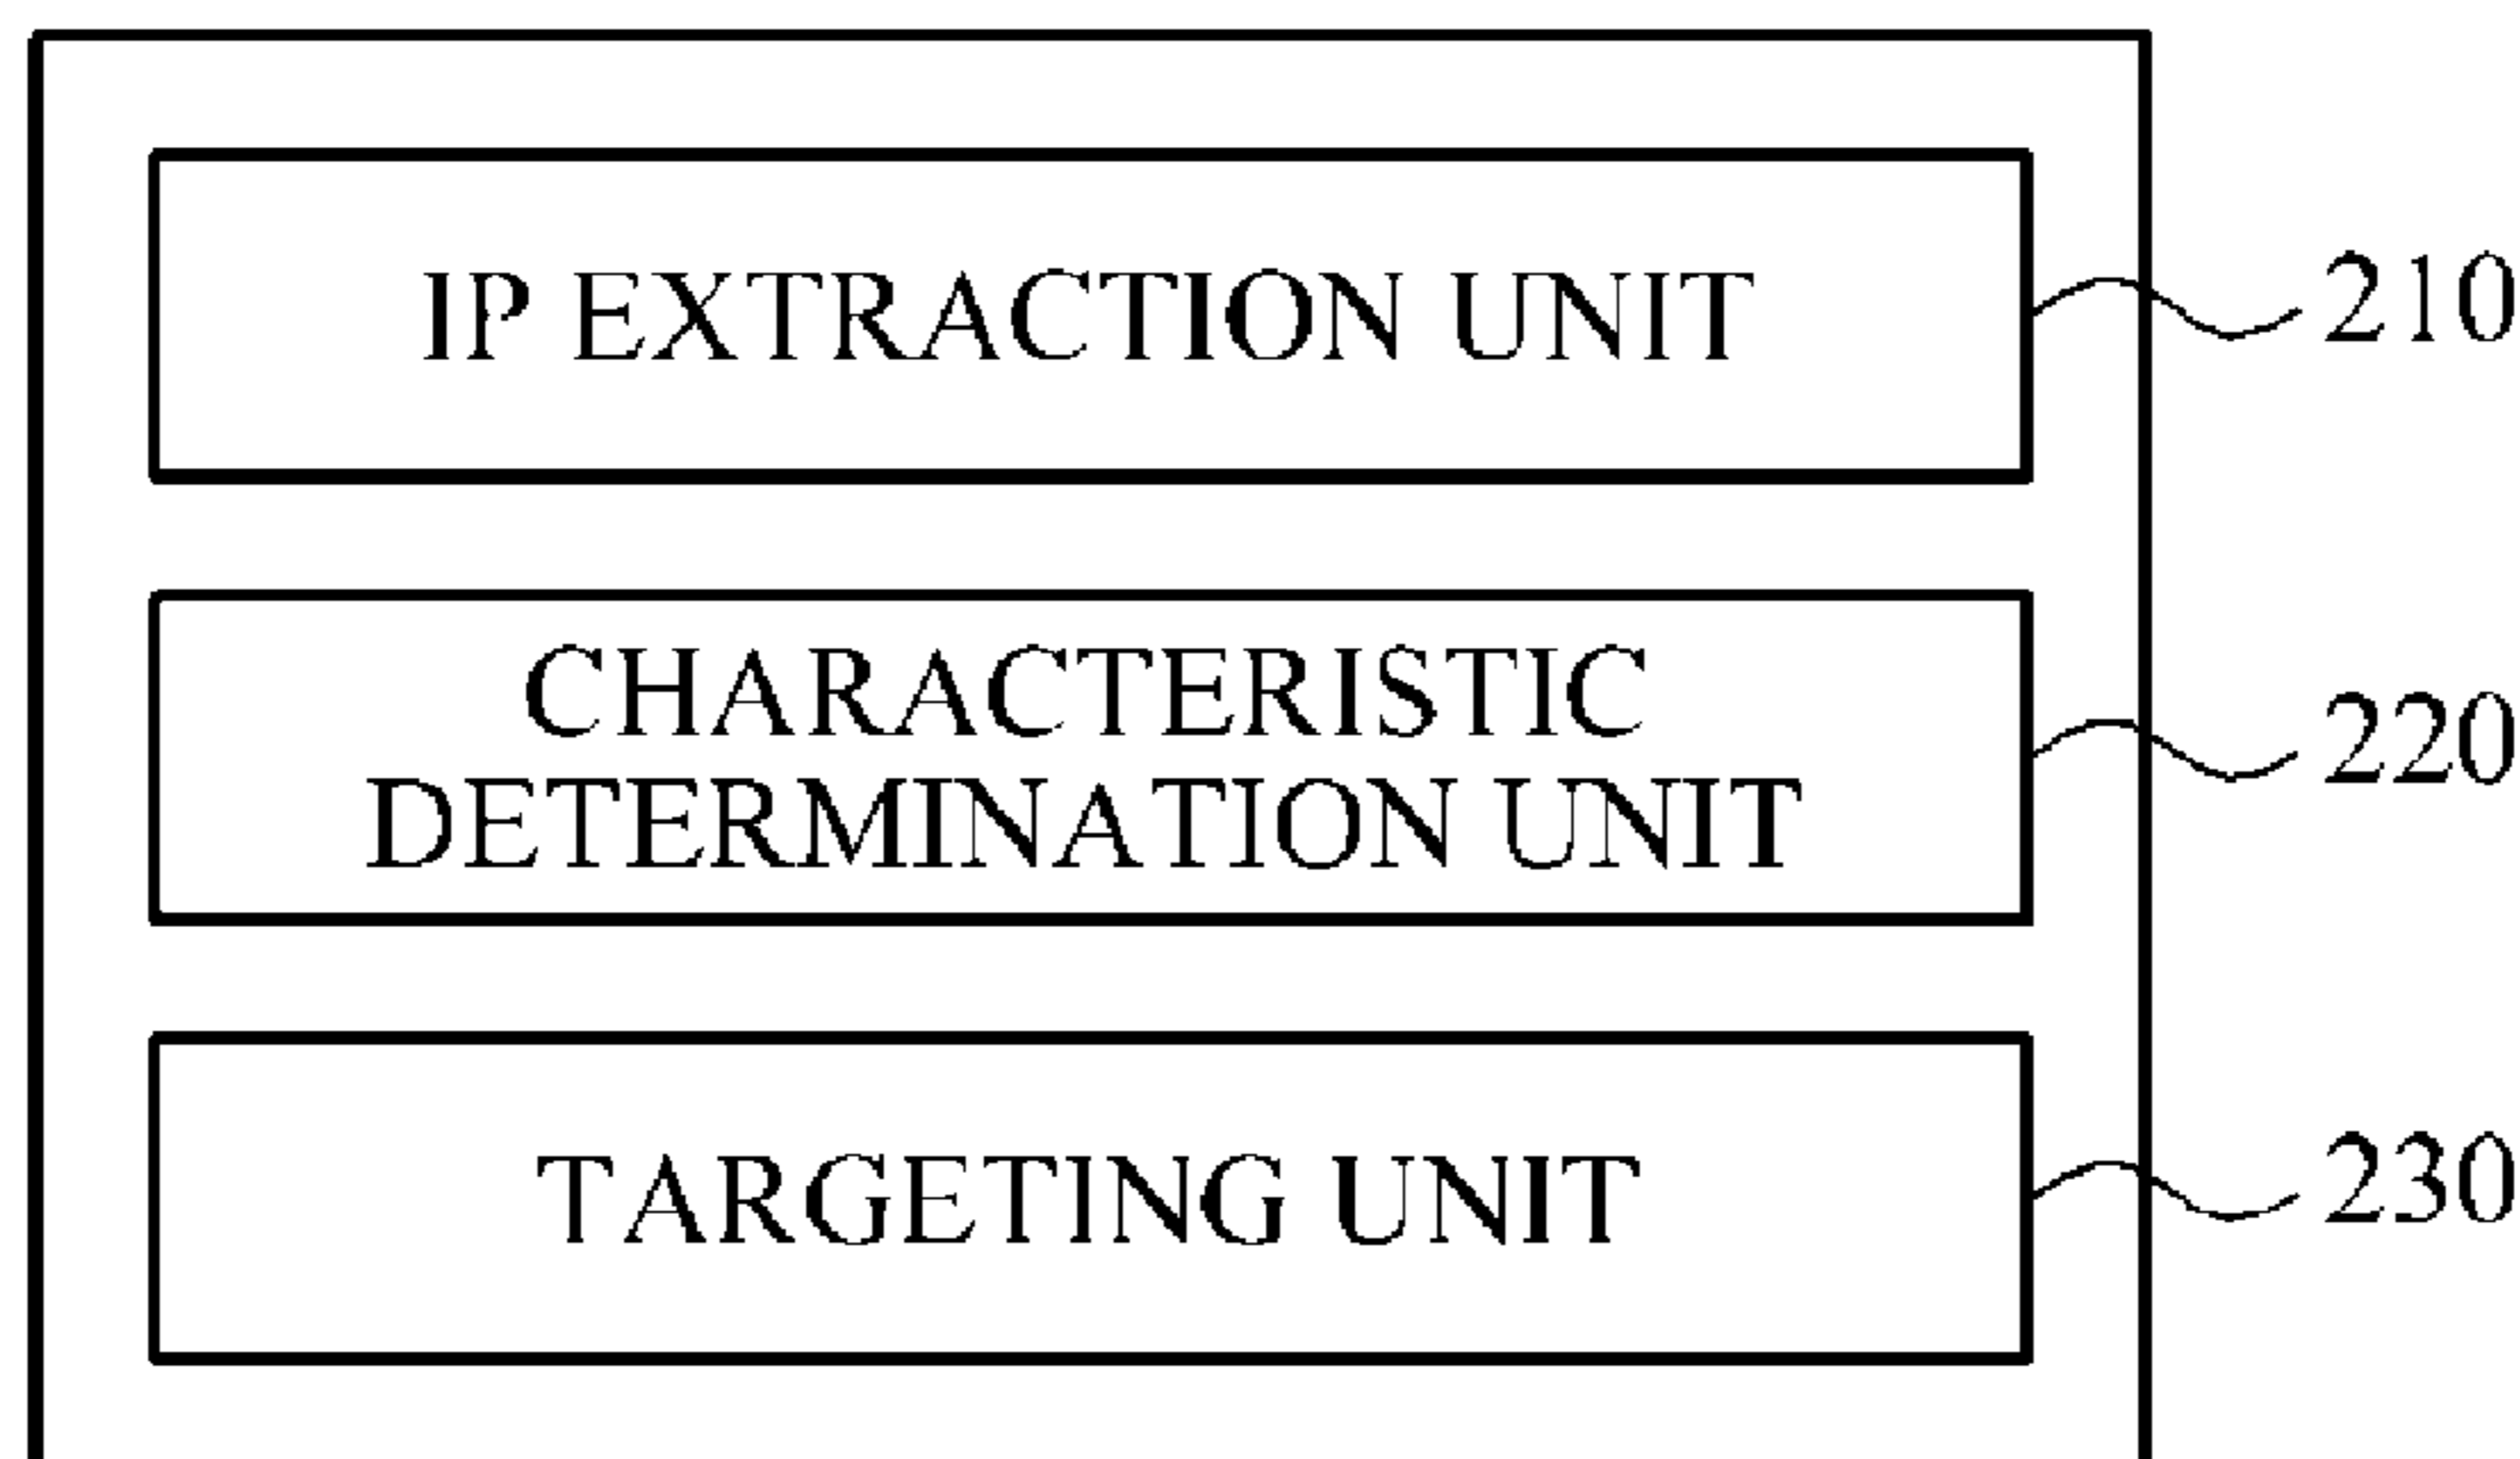 IP EXTRACTION UNIT
210
CHARACTERISTIC
DETERMINATION UNIT
220
TARGETING UNIT
230